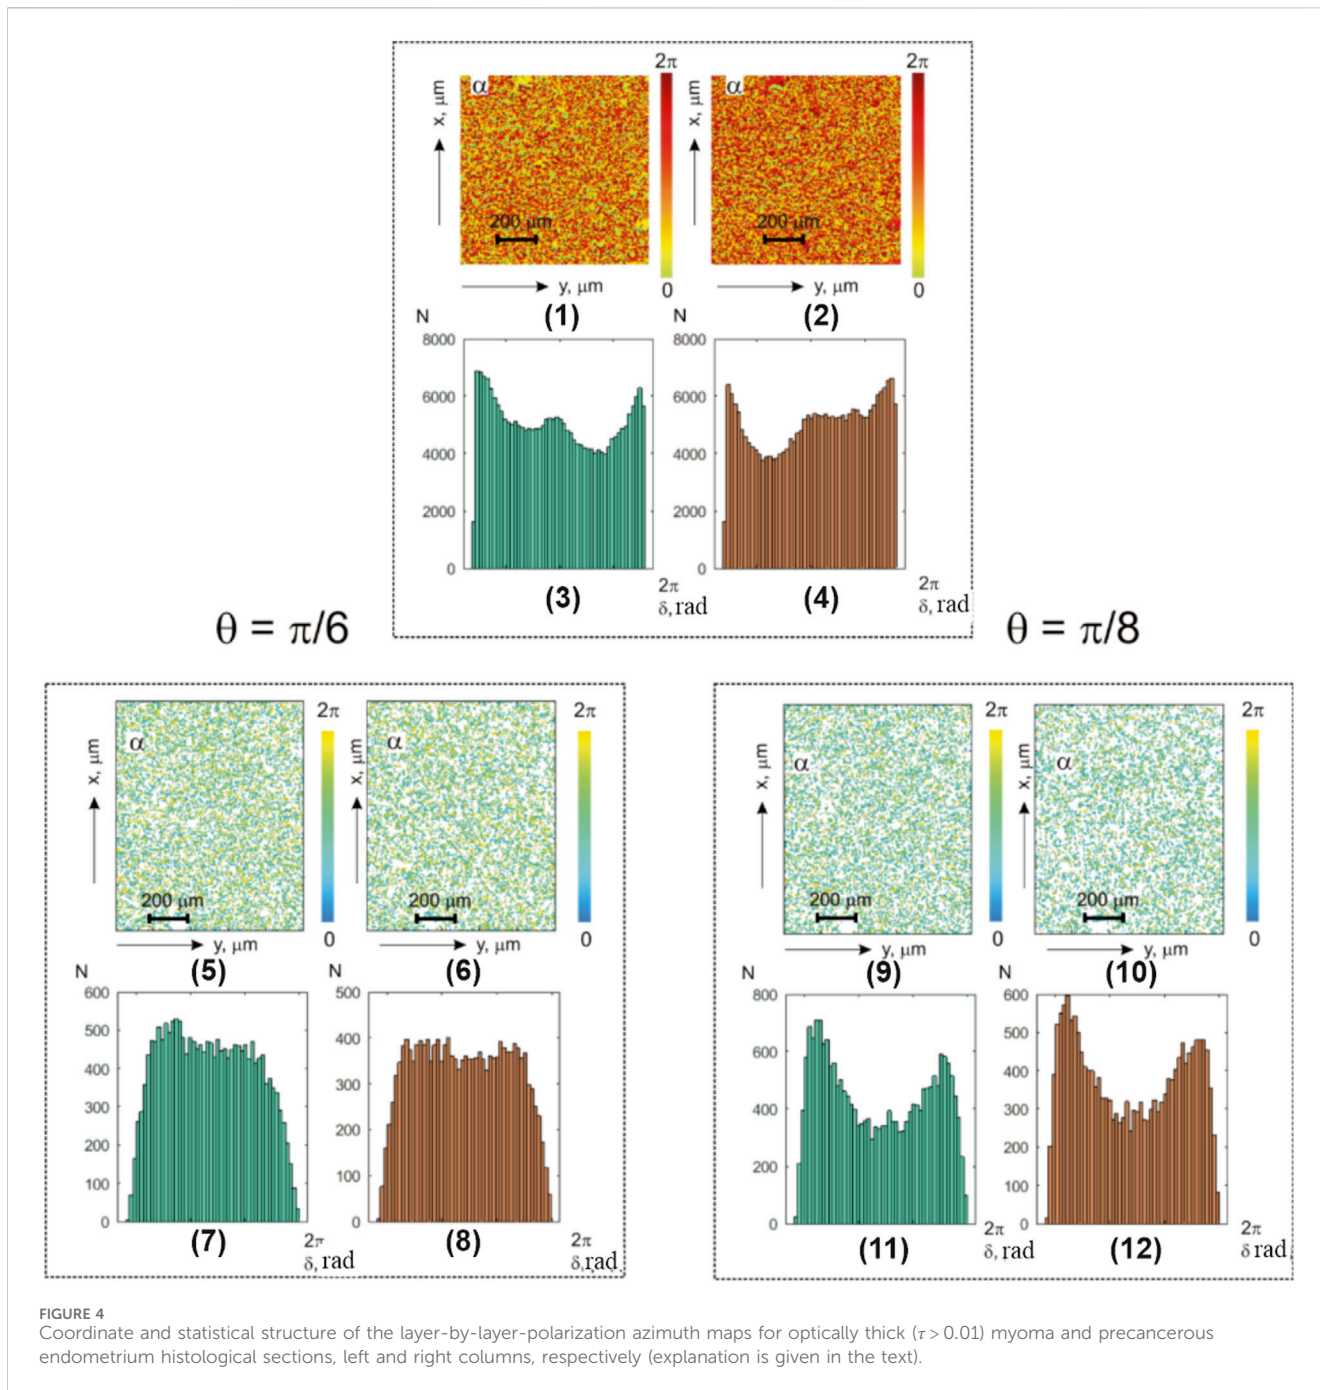 2π 2π
α α
x, μm x, μm
200 μm 200 μm
0 0
y, μm y, μm
(1) (2)
N
8000 8000
6000 6000
4000 4000
2000 2000
0 0
2π 2π
(3) δ, rad (4) δ, rad
θ = π/6 θ = π/8
2π 2π
α α
x, μm x, μm
200 μm 200 μm
0 0
y, μm y, μm
(5) (6)
N
600 500
500 400
400 300
300 200
200 100
100 0
0
2π 2π
(7) δ, rad (8) δ, rad
2π 2π
α α
x, μm x, μm
200 μm 200 μm
0 0
y, μm y, μm
(9) (10)
N N
800 600
600 500
400 400
200 300
0 200
100
0
2π 2π
(11) δ, rad (12) δ rad
FIGURE 4
Coordinate and statistical structure of the layer-by-layer-polarization azimuth maps for optically thick (τ > 0.01) myoma and precancerous
endometrium histological sections, left and right columns, respectively (explanation is given in the text).